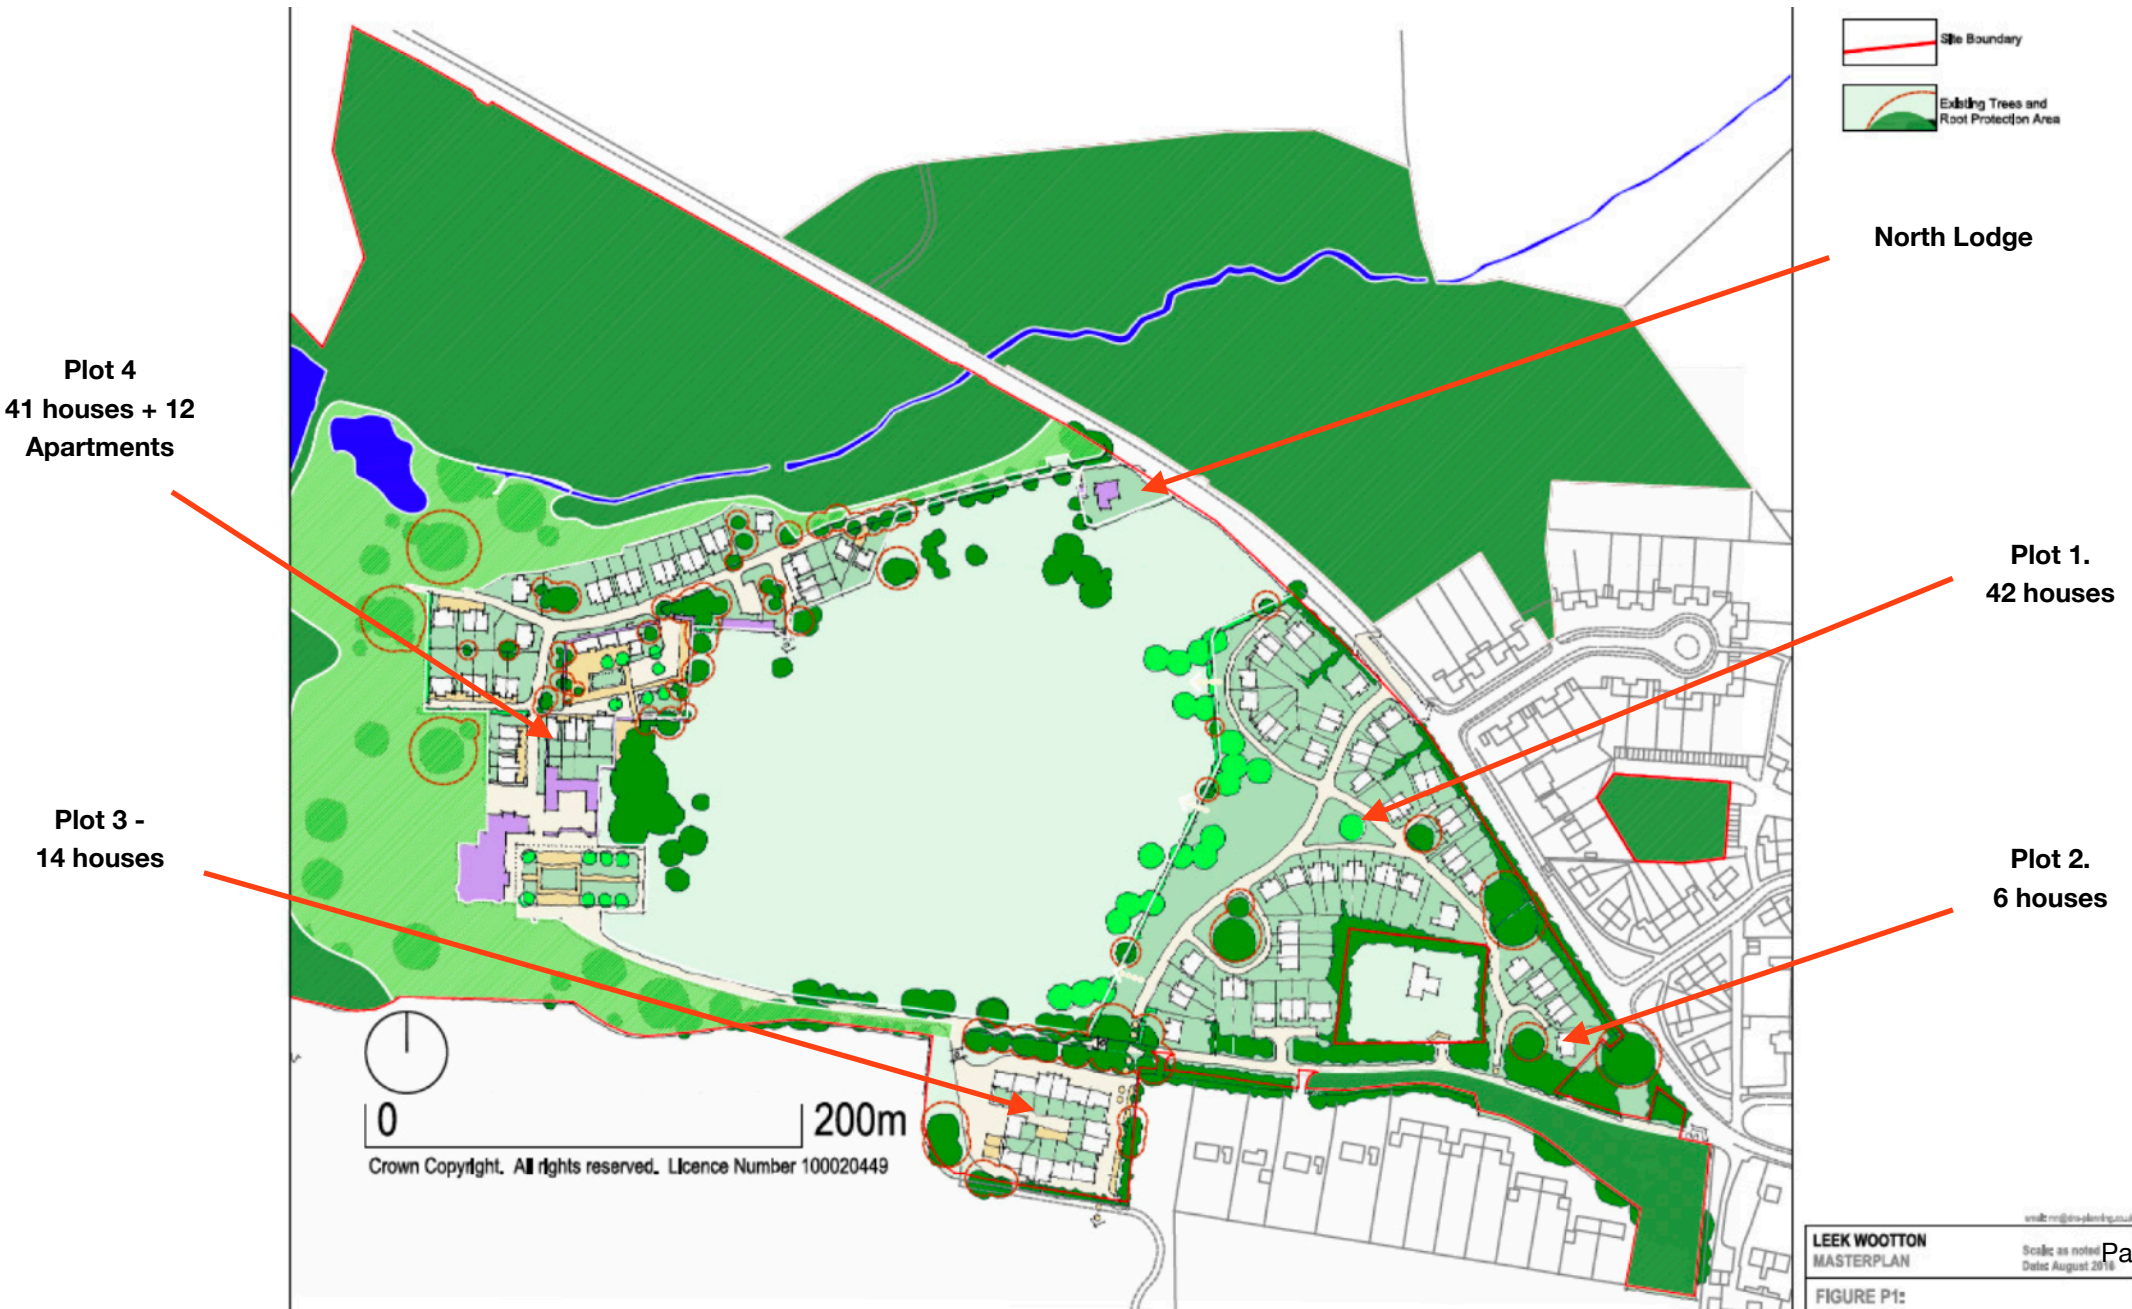 Site Boundary
Existing Trees and
Root Protection Area
North Lodge
Plot 4
41 houses + 12
Apartments
Plot 1.
42 houses
Plot 3 -
14 houses
Plot 2.
6 houses
0
200m
Crown Copyright. All rights reserved. Licence Number 100020449
LEEK WOOTTON
MASTERPLAN
Scale: as noted
Date: August 2016
Pa
FIGURE P1: